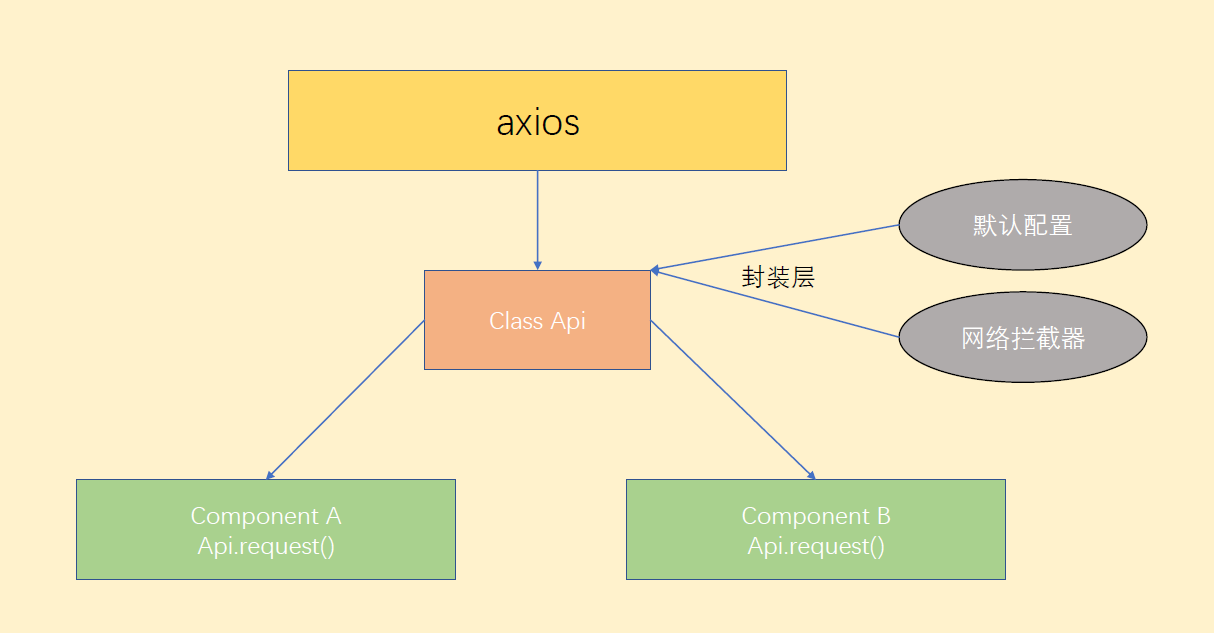 axios
默认配置
封装层
Class Api
网络拦截器
Component A
Api.request()
Component B
Api.request()